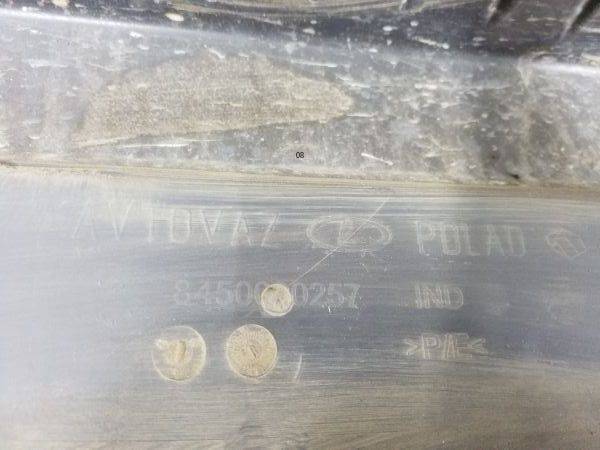 08
AVTOVAZ POLAD
IND
>P/E<